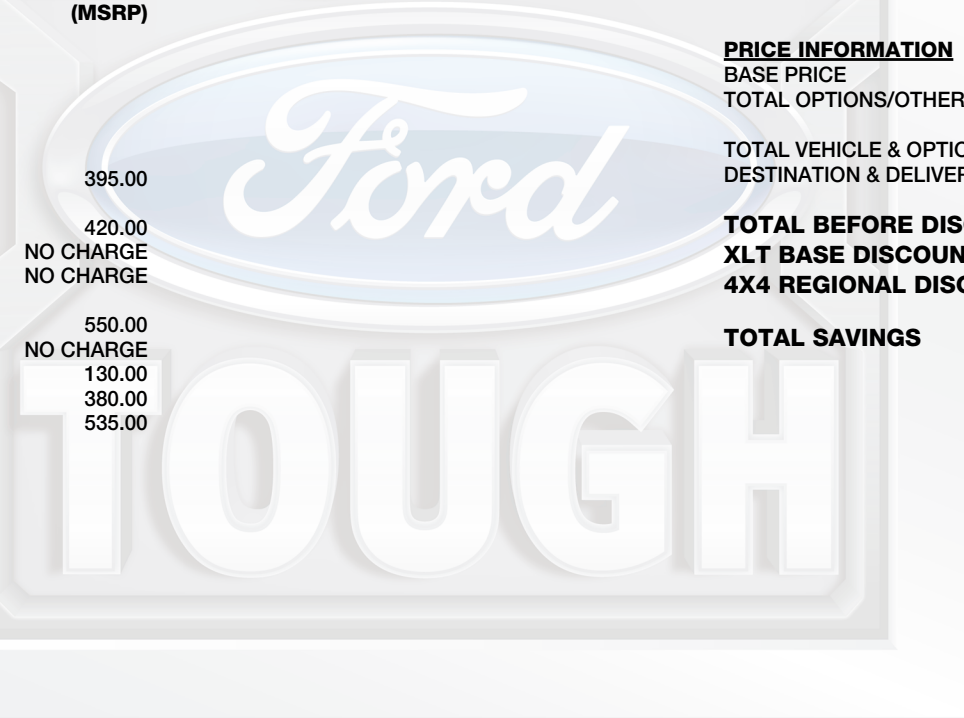 (MSRP)
395.00
420.00
NO CHARGE
NO CHARGE
550.00
NO CHARGE
130.00
380.00
535.00
Ford
TOUGH
PRICE INFORMATION
BASE PRICE
TOTAL OPTIONS/OTHER
TOTAL VEHICLE & OPTIO
DESTINATION & DELIVER
TOTAL BEFORE DISC
XLT BASE DISCOUN
4X4 REGIONAL DISC
TOTAL SAVINGS